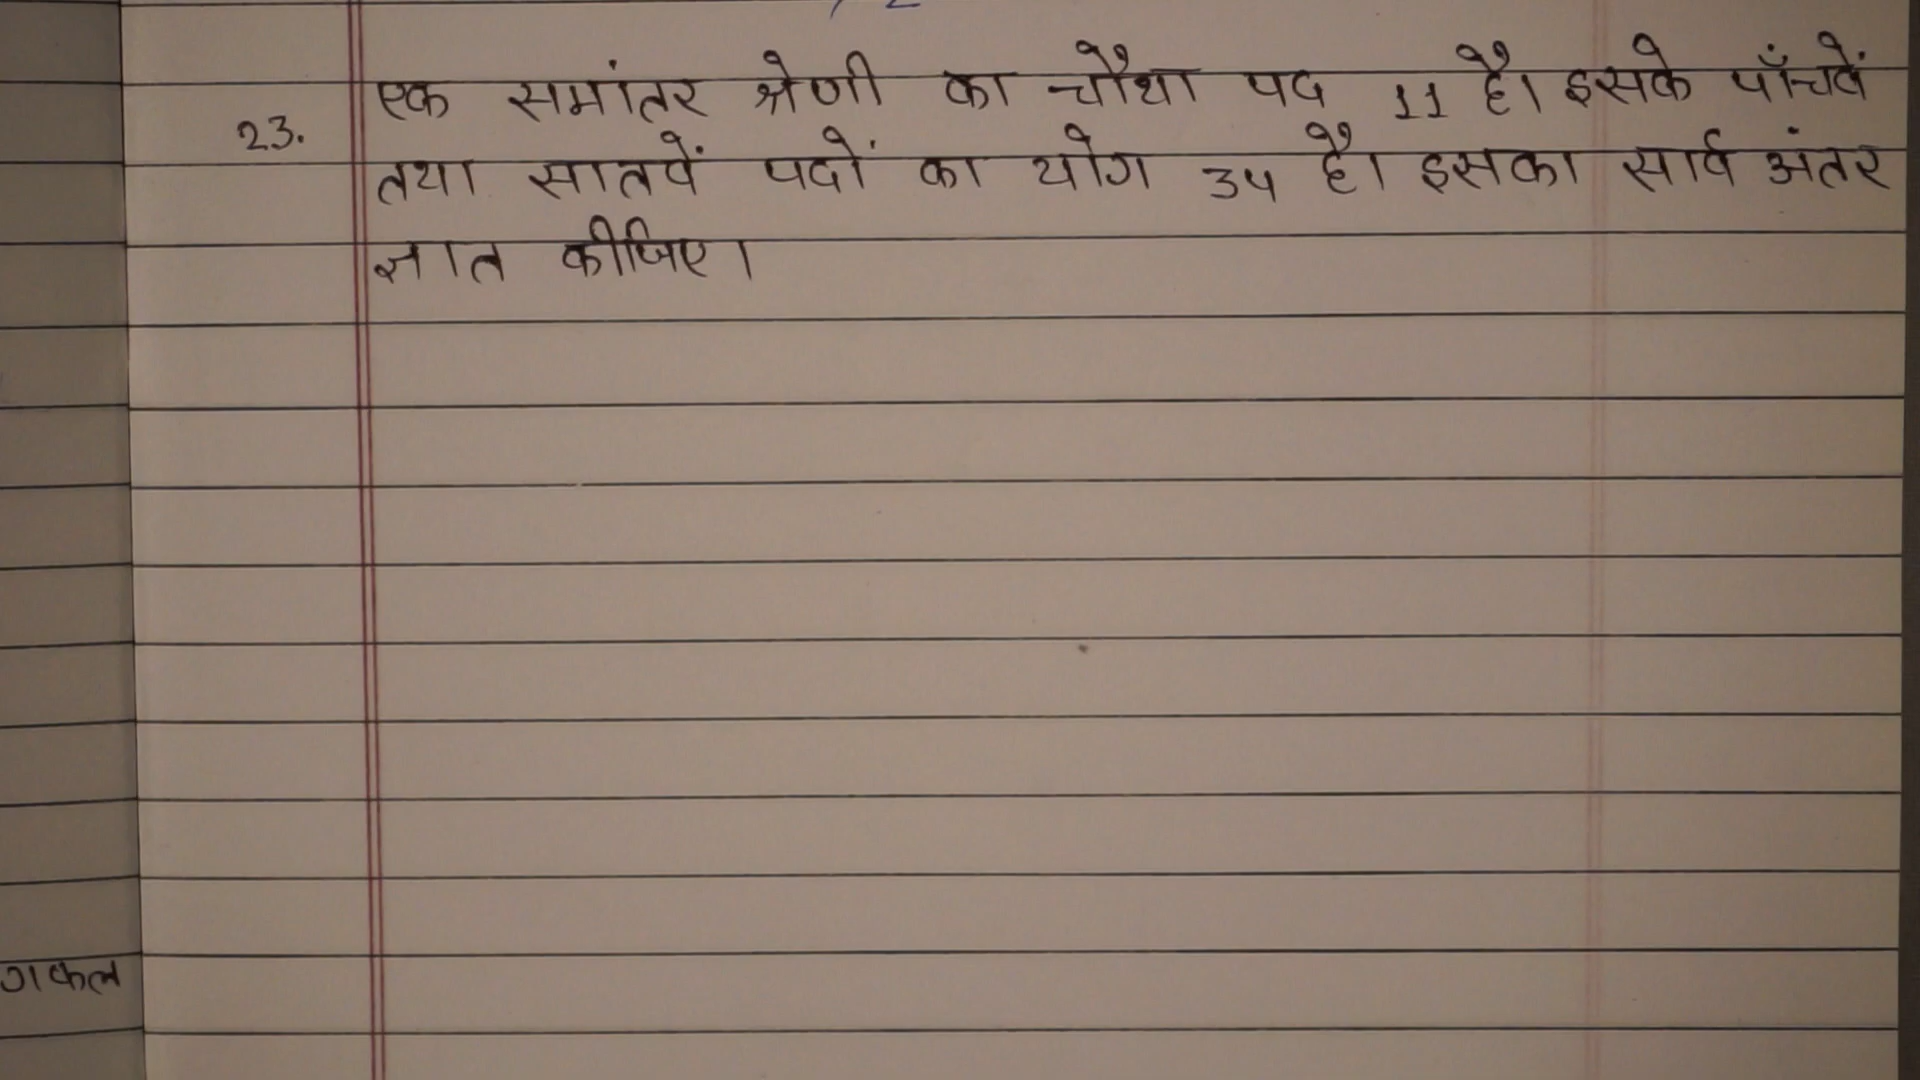 23. एक समांतर श्रेणी का चौथा पद 11 है। इसके पाँचवें
तथा सातवें पदों का योग 34 है। इसका सार्व अंतर
ज्ञात कीजिए।